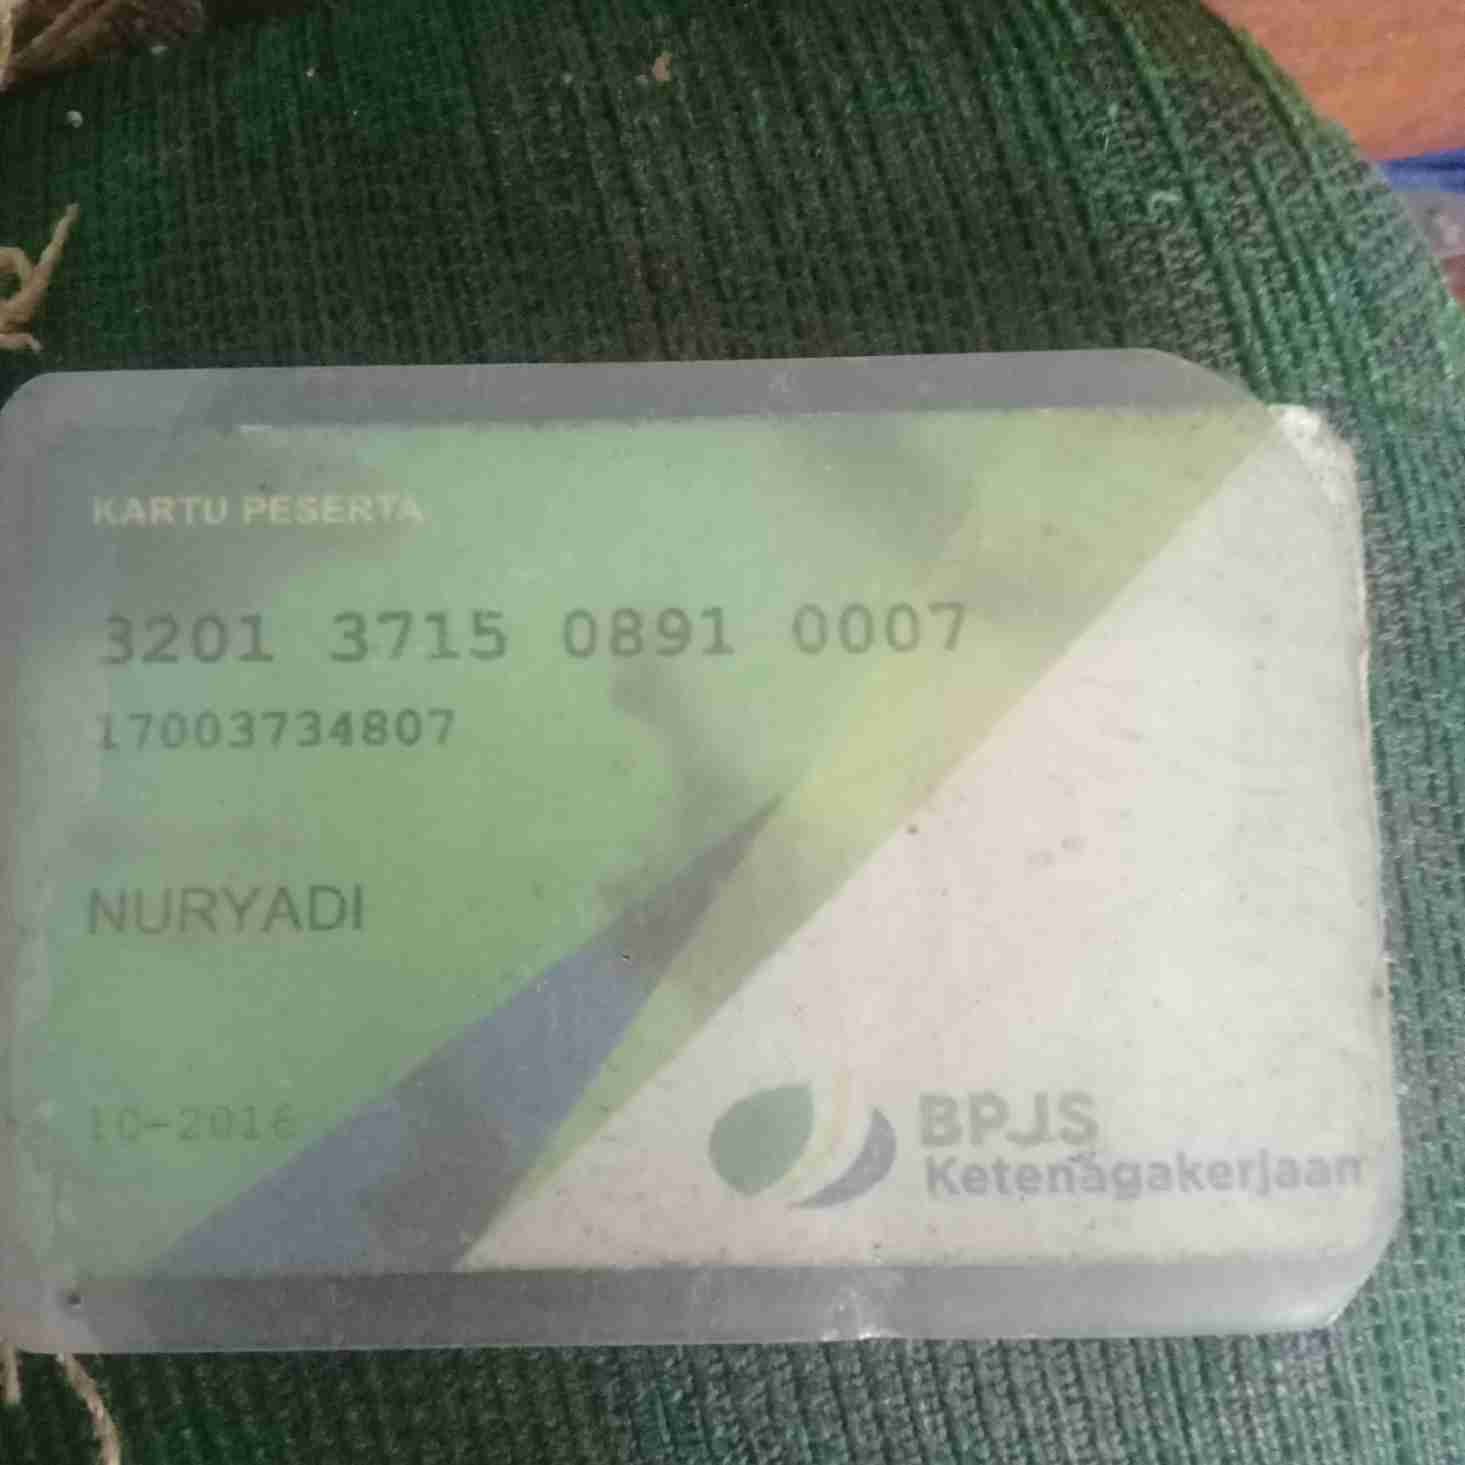 KARTU PESERTA
3201 3715 0891 0007
17003734807
NURYADI
10-2016
BPJS
Ketenagakerjaan